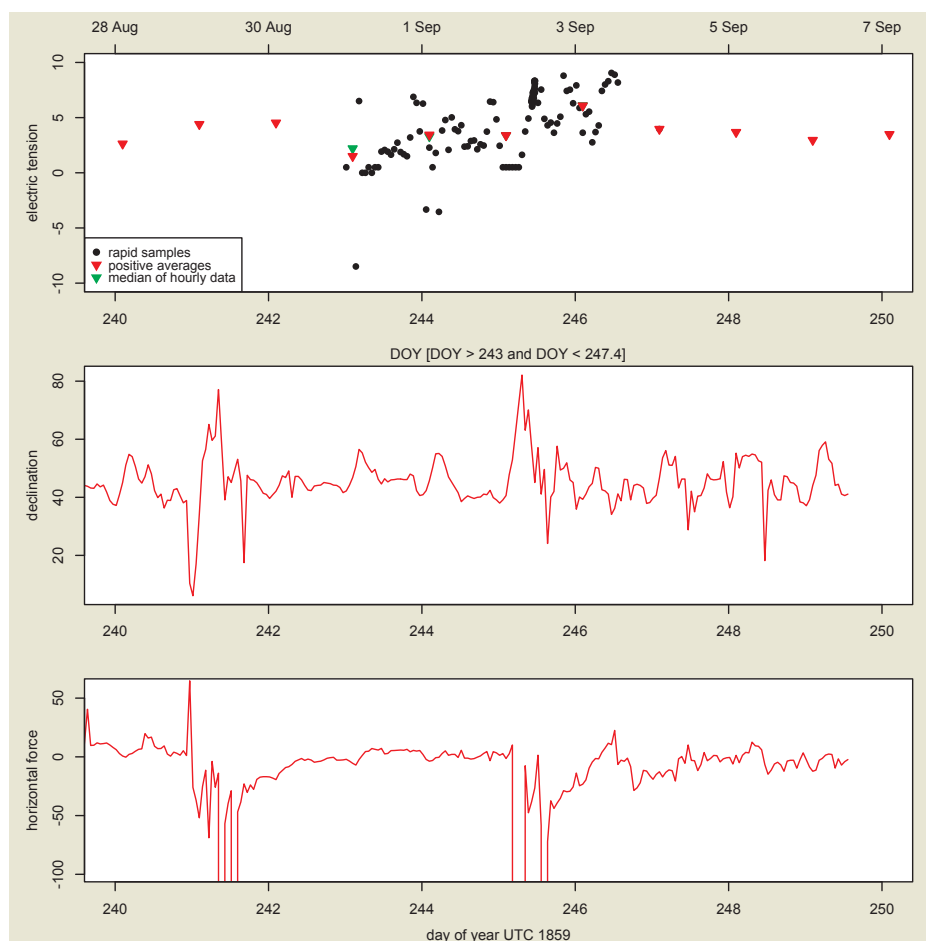 28 Aug 30 Aug 1 Sep 3 Sep 5 Sep 7 Sep
electric tension
10
5
0
-5
-10
rapid samples
positive averages
median of hourly data
240 242 244 246 248 250
DOY [DOY > 243 and DOY < 247.4]
declination
80
60
40
20
240 242 244 246 248 250
horizontal force
50
0
-50
-100
240 242 244 246 248 250
day of year UTC 1859